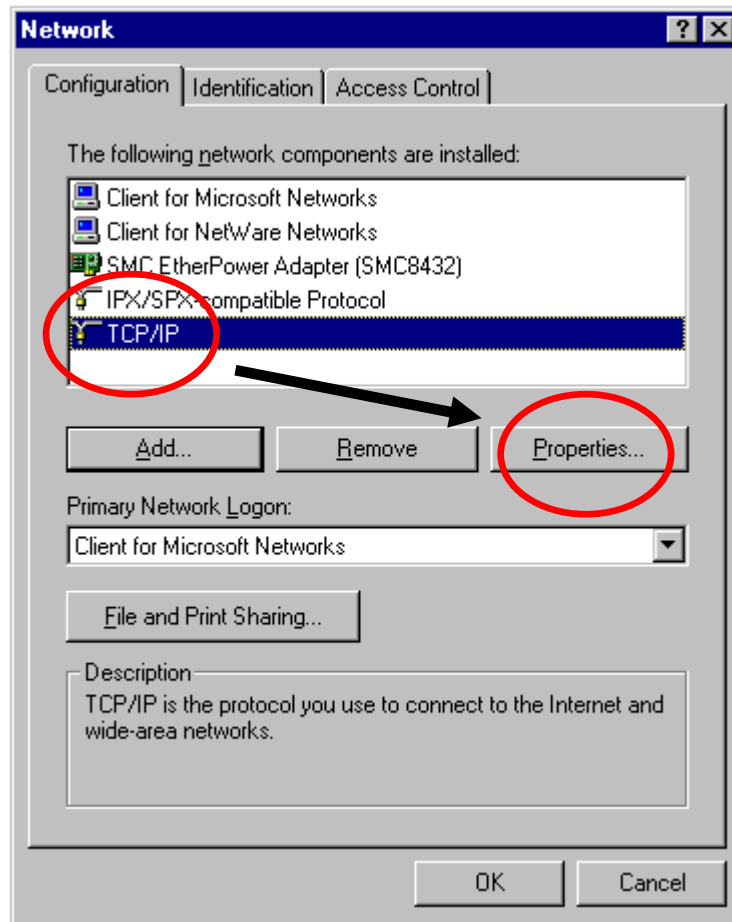 Network
Configuration Identification Access Control
The following network components are installed:
Client for Microsoft Networks
Client for NetWare Networks
SMC EtherPower Adapter (SMC8432)
IPX/SPX-compatible Protocol
TCP/IP
Add... Remove Properties...
Primary Network Logon:
Client for Microsoft Networks
File and Print Sharing...
Description
TCP/IP is the protocol you use to connect to the Internet and
wide-area networks.
OK Cancel